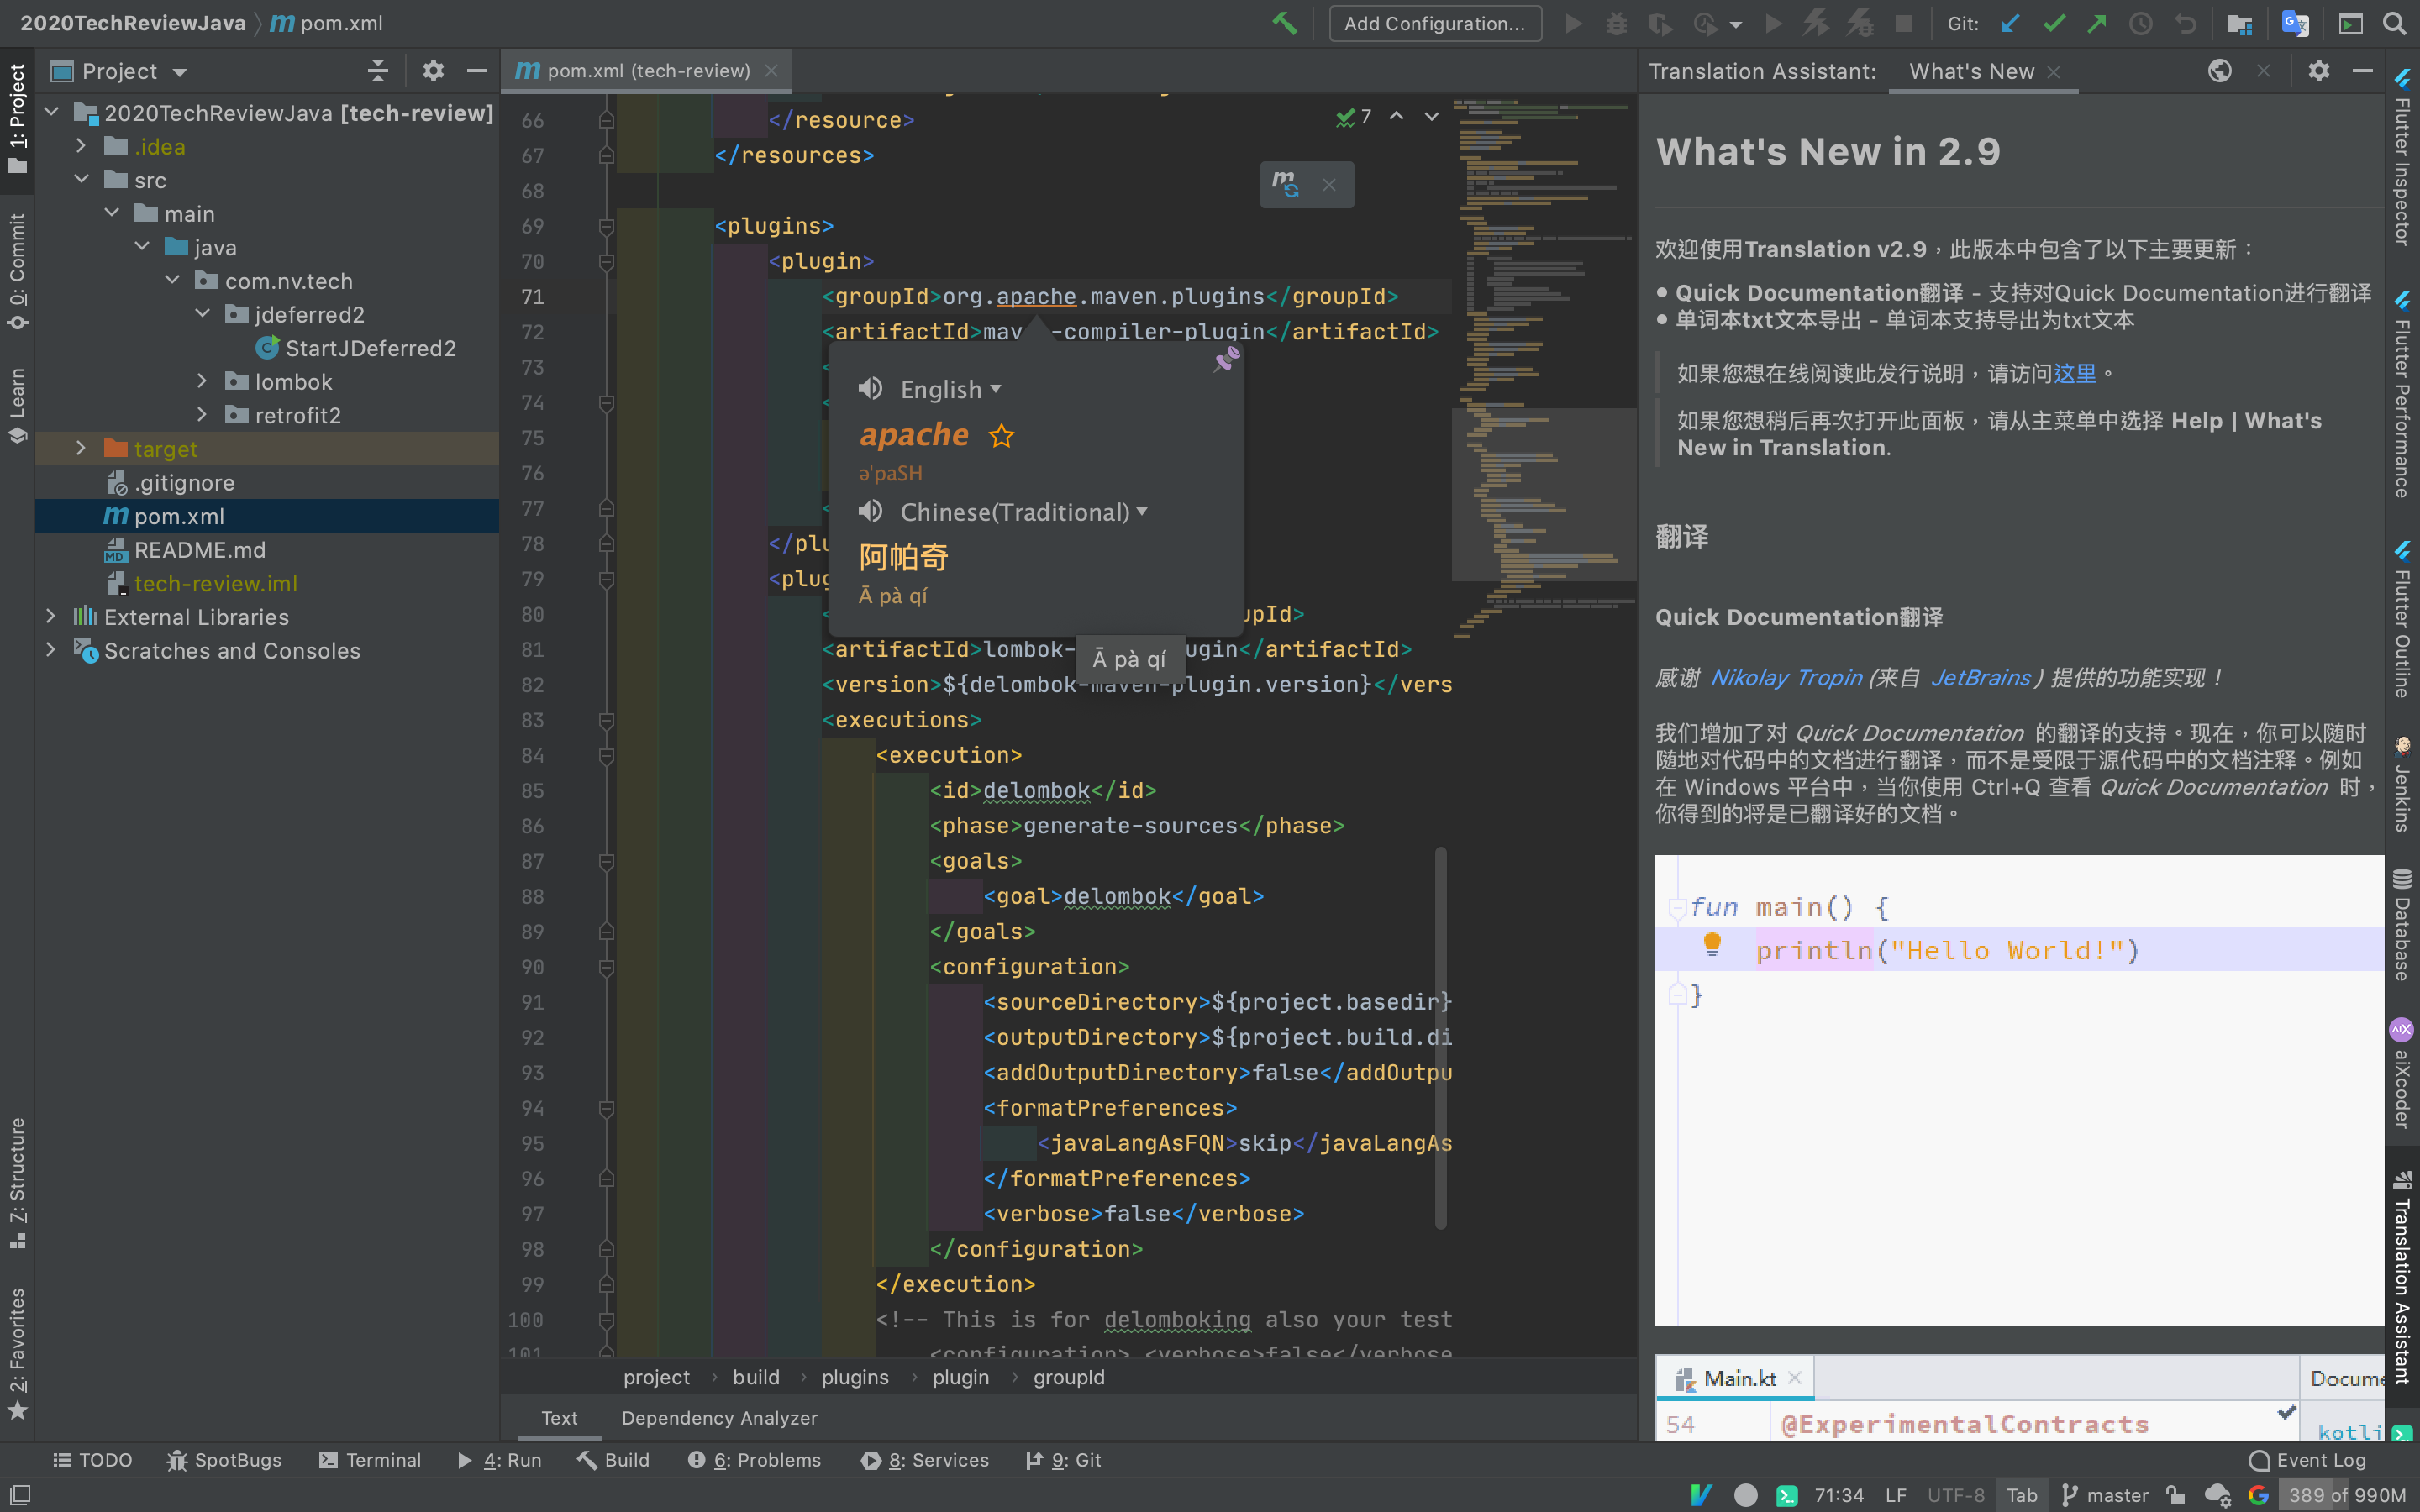 2020TechReviewJava
pom.xml
Add Configuration...
Git:
1: Project
0: Commit
Learn
7: Structure
2: Favorites
Project
2020TechReviewJava [tech-review]
.idea
src
main
java
com.nv.tech
jdeferred2
StartJDeferred2
lombok
retrofit2
target
.gitignore
pom.xml
README.md
tech-review.iml
External Libraries
Scratches and Consoles
pom.xml (tech-review)
7
66 </resource>
67 </resources>
68
69 <plugins>
70 <plugin>
71 <groupId>org.apache.maven.plugins</groupId>
72 <artifactId>mav -compiler-plugin</artifactId>
73 <
74 <
75
76
77 <
78 </plu
79 <plug
80 < upId>
81 <artifactId>lombok- ugin</artifactId>
82 <version>${delombok-maven-plugin.version}</vers
83 <executions>
84 <execution>
85 <id>delombok</id>
86 <phase>generate-sources</phase>
87 <goals>
88 <goal>delombok</goal>
89 </goals>
90 <configuration>
91 <sourceDirectory>${project.basedir}
92 <outputDirectory>${project.build.di
93 <addOutputDirectory>false</addOutpu
94 <formatPreferences>
95 <javaLangAsFQN>skip</javaLangAs
96 </formatPreferences>
97 <verbose>false</verbose>
98 </configuration>
99 </execution>
100 <!-- This is for delomboking also your test
101 <configuration> <verbose>false</verbose
English
apache
ə'paSH
Chinese(Traditional)
阿帕奇
Ā pà qí
Ā pà qí
project > build > plugins > plugin > groupId
Text
Dependency Analyzer
Translation Assistant:
What's New
What's New in 2.9
欢迎使用Translation v2.9，此版本中包含了以下主要更新：
● Quick Documentation翻译 - 支持对Quick Documentation进行翻译
● 单词本txt文本导出 - 单词本支持导出为txt文本
如果您想在线阅读此发行说明，请访问这里。
如果您想稍后再次打开此面板，请从主菜单中选择 Help | What's
New in Translation.
翻译
Quick Documentation翻译
感谢 Nikolay Tropin (来自 JetBrains) 提供的功能实现！
我们增加了对 Quick Documentation 的翻译的支持。现在，你可以随时
随地对代码中的文档进行翻译，而不是受限于源代码中的文档注释。例如
在 Windows 平台中，当你使用 Ctrl+Q 查看 Quick Documentation 时，
你得到的将是已翻译好的文档。
fun main() {
println("Hello World!")
}
Main.kt
Docume
54 @ExperimentalContracts
kotli
Flutter Inspector
Flutter Performance
Flutter Outline
Jenkins
Database
aiXcoder
Translation Assistant
TODO
SpotBugs
Terminal
4: Run
Build
6: Problems
8: Services
9: Git
Event Log
71:34
LF
UTF-8
Tab
master
389 of 990M